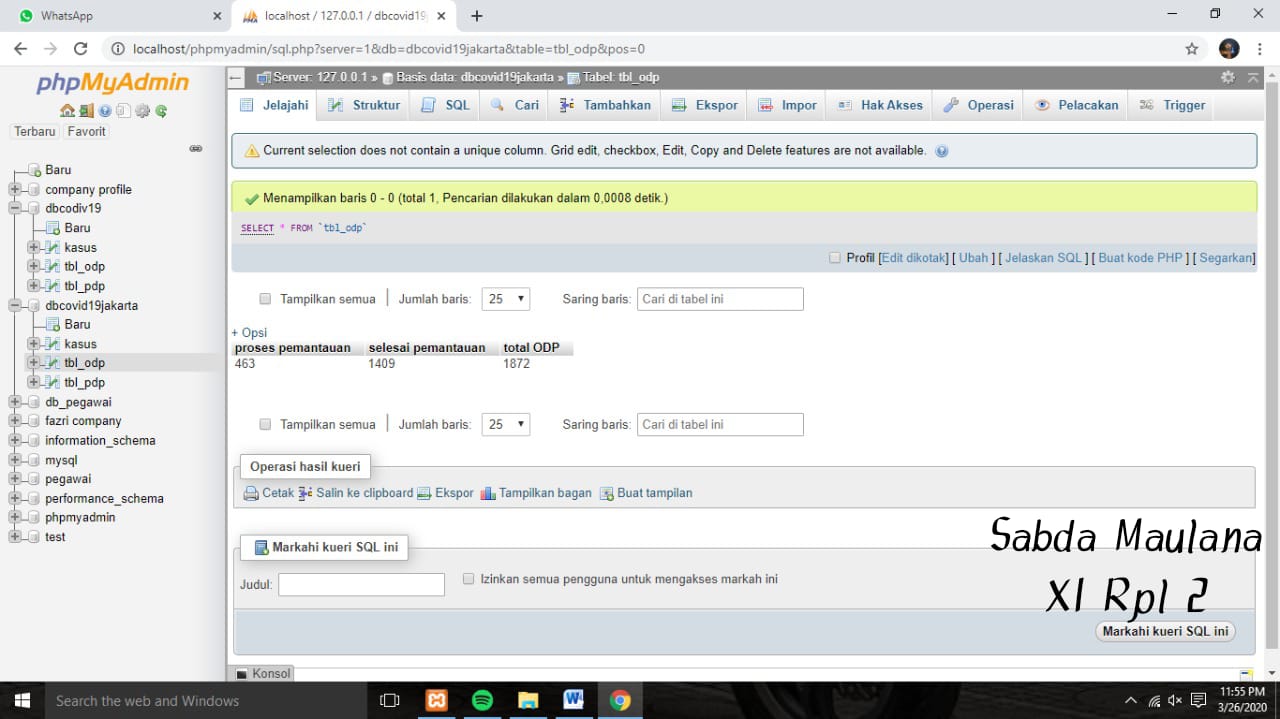 WhatsApp
localhost / 127.0.0.1 / dbcovid19j
localhost/phpmyadmin/sql.php?server=1&db=dbcovid19jakarta&table=tbl_odp&pos=0
phpMyAdmin
Terbaru Favorit
Baru
company profile
dbcodiv19
Baru
kasus
tbl_odp
tbl_pdp
dbcovid19jakarta
Baru
kasus
tbl_odp
tbl_pdp
db_pegawai
fazri company
information_schema
mysql
pegawai
performance_schema
phpmyadmin
test
Server: 127.0.0.1 » Basis data: dbcovid19jakarta » Tabel: tbl_odp
Jelajahi Struktur SQL Cari Tambahkan Ekspor Impor Hak Akses Operasi Pelacakan Trigger
Current selection does not contain a unique column. Grid edit, checkbox, Edit, Copy and Delete features are not available.
Menampilkan baris 0 - 0 (total 1, Pencarian dilakukan dalam 0,0008 detik.)
SELECT * FROM `tbl_odp`
Profil [Edit dikotak] [ Ubah ] [ Jelaskan SQL ] [ Buat kode PHP ] [ Segarkan]
Tampilkan semua | Jumlah baris: 25 Saring baris: Cari di tabel ini
+ Opsi
proses pemantauan selesai pemantauan total ODP
463 1409 1872
Tampilkan semua | Jumlah baris: 25 Saring baris: Cari di tabel ini
Operasi hasil kueri
Cetak Salin ke clipboard Ekspor Tampilkan bagan Buat tampilan
Markahi kueri SQL ini
Judul: Izinkan semua pengguna untuk mengakses markah ini
Sabda Maulana
XI Rpl 2
Markahi kueri SQL ini
Konsol
Search the web and Windows
11:55 PM
3/26/2020